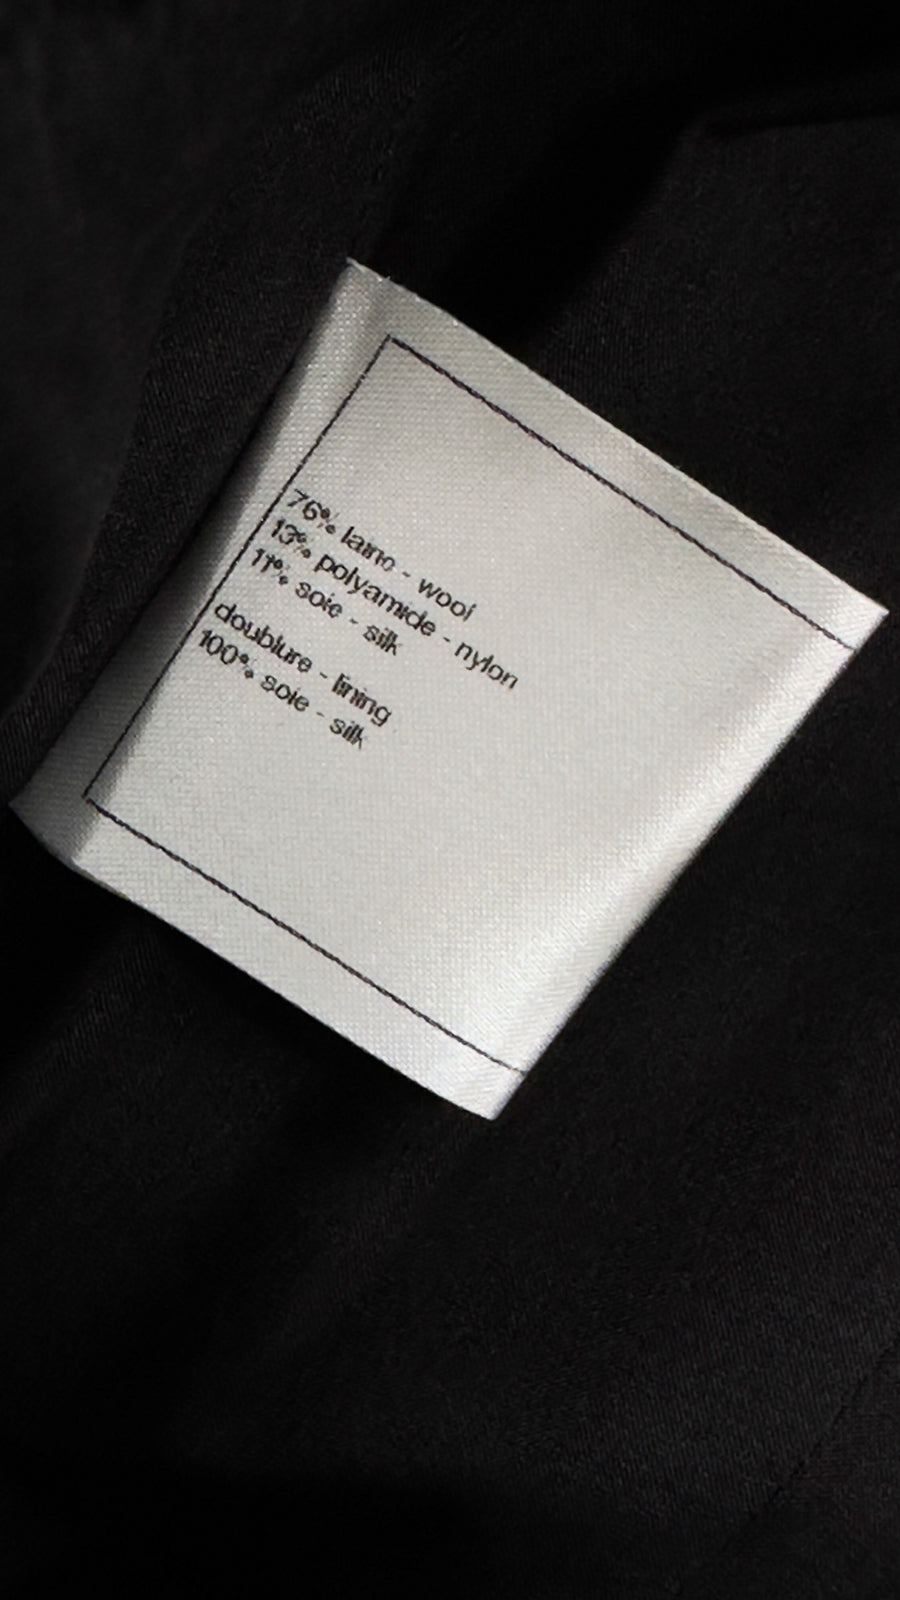 76% laine - wool
13% polyamide - nylon
11% soie - silk
doublure - lining
100% soie - silk